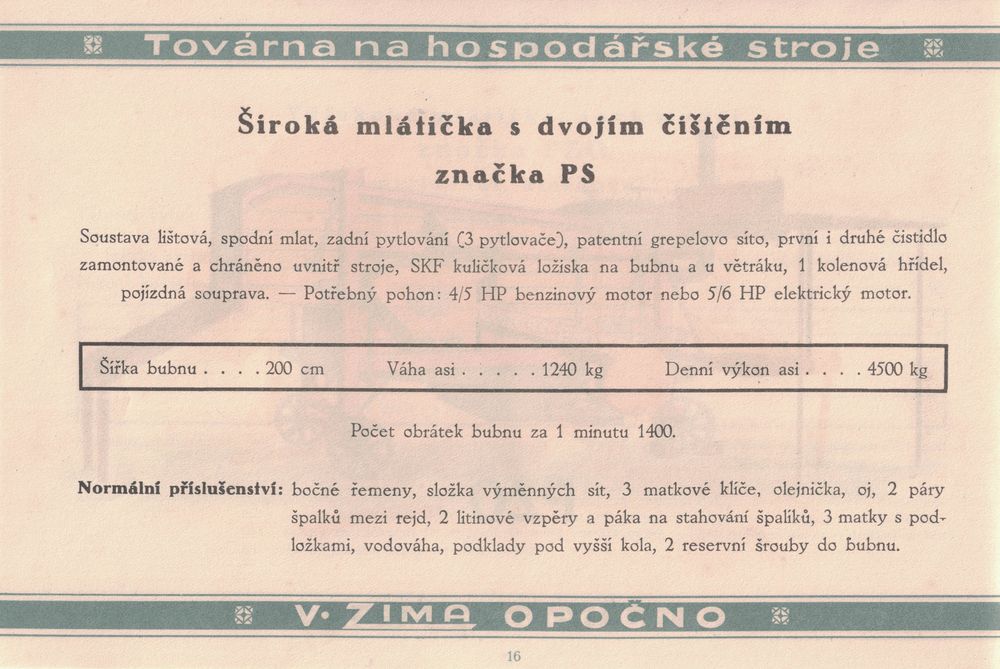 Továrna na hospodářské stroje
Široká mlátička s dvojím čištěním
značka PS
Soustava lištová, spodní mlat, zadní pytlování (3 pytlovače), patentní grepelovo síto, první i druhé čistidlo
zamontované a chráněno uvnitř stroje, SKF kuličková ložiska na bubnu a u větráku, 1 kolenová hřídel,
pojízdná souprava. — Potřebný pohon: 4/5 HP benzinový motor nebo 5/6 HP elektrický motor.
Šířka bubnu . . . . 200 cm Váha asi . . . . . 1240 kg Denní výkon asi . . . . 4500 kg
Počet obrátek bubnu za 1 minutu 1400.
Normální příslušenství: bočné řemeny, složka výměnných sít, 3 matkové klíče, olejnička, oj, 2 páry
špalků mezi rejd, 2 litinové vzpěry a páka na stahování špalíků, 3 matky s pod-
ložkami, vodováha, podklady pod vyšší kola, 2 reservní šrouby do bubnu.
V. ZIMA OPOČNO
16